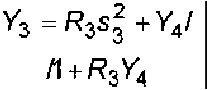 Y₃ = R₃s₃² + Y₄/
/1 + R₃Y₄